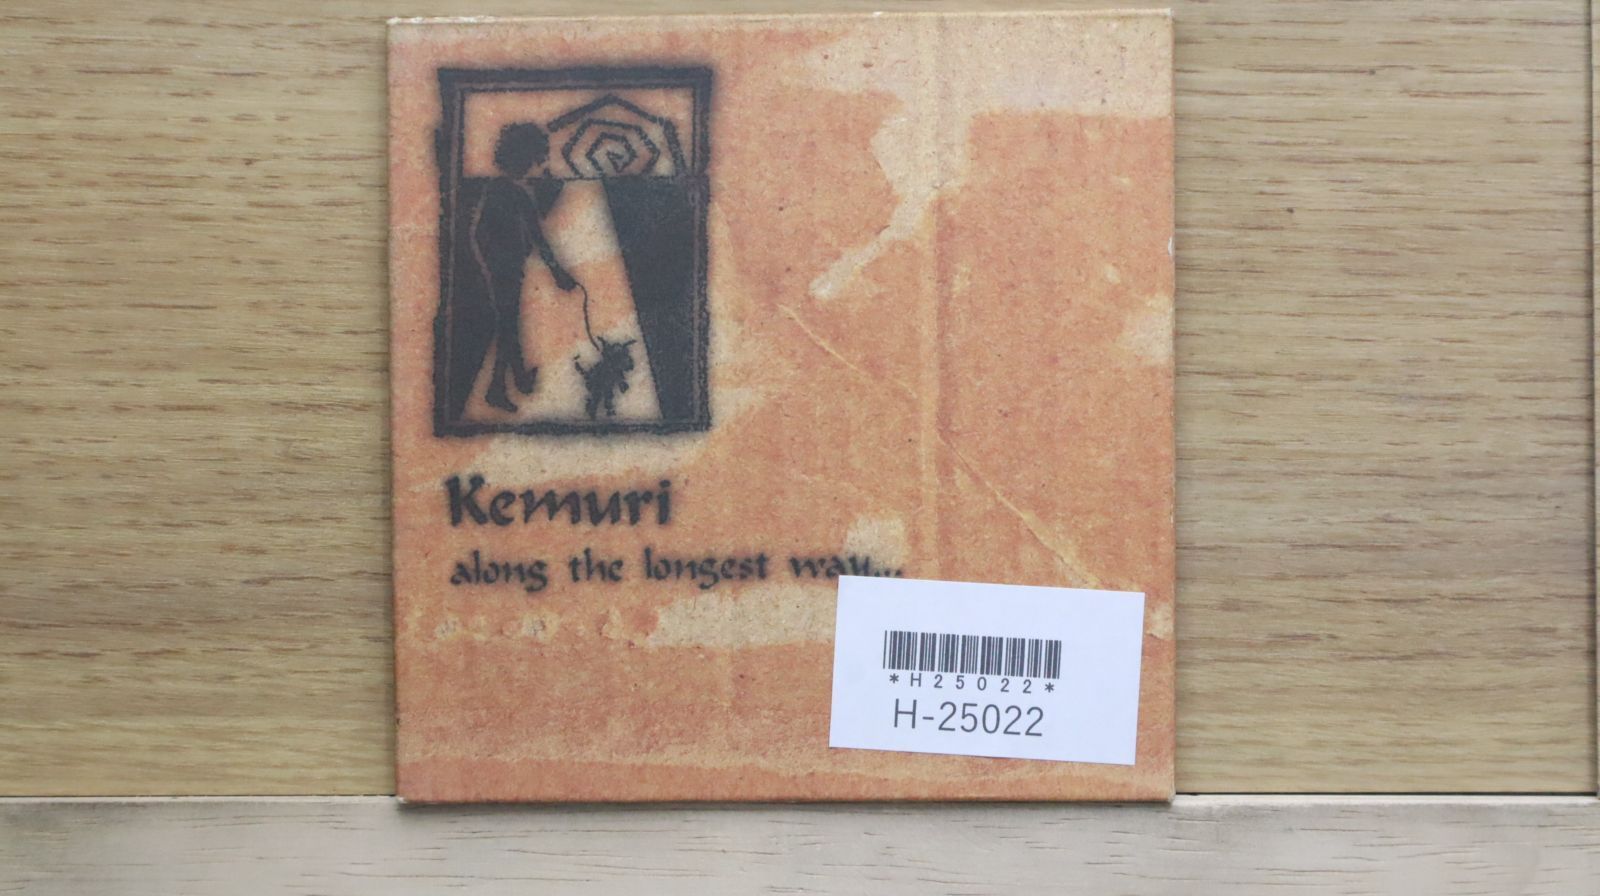 Kemuri
along the longest way...
*H25022*
H-25022